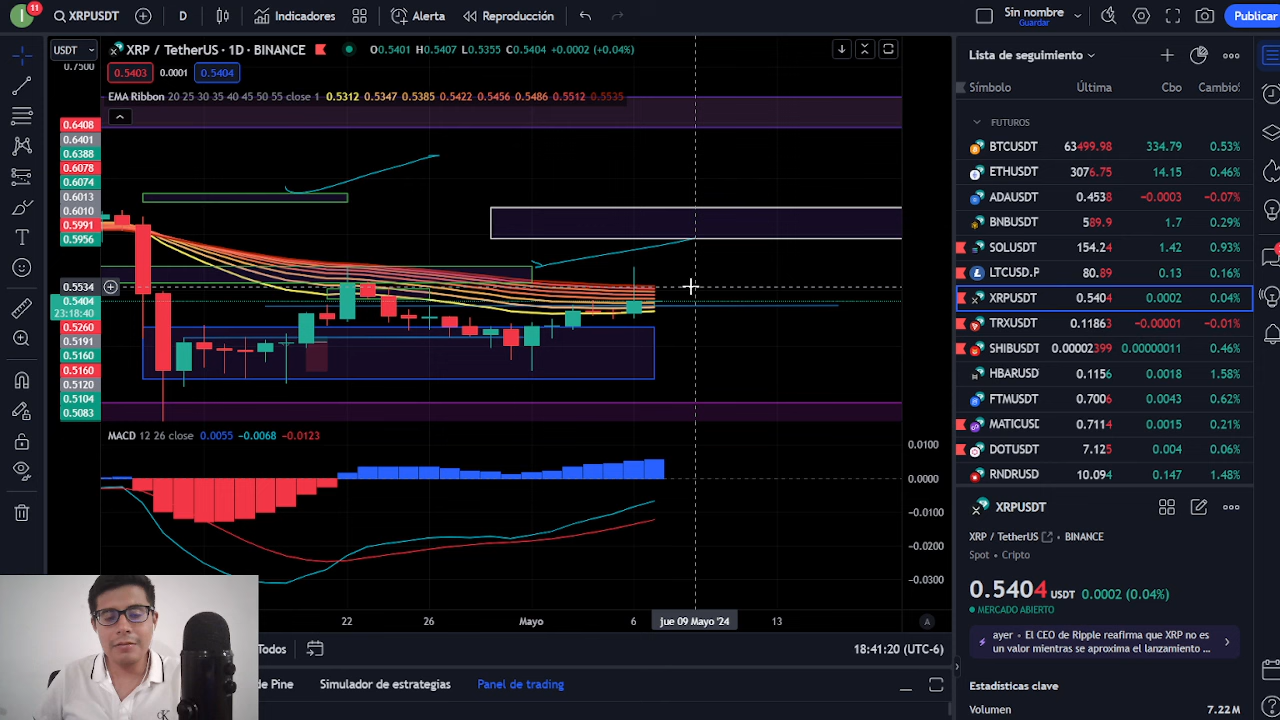 11
I
XRPUSDT
D
Indicadores
Alerta
Reproducción
Sin nombre
Guardar
Publicar
USDT
XRP / TetherUS · 1D · BINANCE
O0.5401 H0.5407 L0.5355 C0.5404 +0.0002 (+0.04%)
0.7500
0.5403 0.0001 0.5404
EMA Ribbon 20 25 30 35 40 45 50 55 close 1 0.5312 0.5347 0.5385 0.5422 0.5456 0.5486 0.5512 0.5535
0.6408
0.6401
0.6388
0.6078
0.6074
0.6013
0.6010
0.5991
0.5956
0.5534
0.5404
23:18:40
0.5260
0.5191
0.5160
0.5160
0.5120
0.5104
0.5083
MACD 12 26 close 0.0055 −0.0068 −0.0123
0.0100
0.0000
−0.0100
−0.0200
−0.0300
22 26 Mayo 6 jue 09 Mayo '24 13 A
Todos
18:41:20 (UTC-6)
de Pine
Simulador de estrategias
Panel de trading
Lista de seguimiento
Símbolo Última Cbo Cambio
FUTUROS
BTCUSDT 63499.98 334.79 0.53%
ETHUSDT 3076.75 14.15 0.46%
ADAUSDT 0.4538 −0.0003 −0.07%
BNBUSDT 589.9 1.7 0.29%
SOLUSDT 154.24 1.42 0.93%
LTCUSD.P 80.89 0.13 0.16%
XRPUSDT 0.5404 0.0002 0.04%
TRXUSDT 0.11863 −0.00001 −0.01%
SHIBUSDT 0.00002399 0.00000011 0.46%
HBARUSD 0.1156 0.0018 1.58%
FTMUSDT 0.7006 0.0043 0.62%
MATICUSD 0.7114 0.0015 0.21%
DOTUSDT 7.125 0.004 0.06%
RNDRUSD 10.094 0.147 1.48%
XRPUSDT
XRP / TetherUS · BINANCE
Spot · Cripto
0.5404 USDT 0.0002 (0.04%)
MERCADO ABIERTO
ayer · El CEO de Ripple reafirma que XRP no es
un valor mientras se aproxima el lanzamiento ...
Estadísticas clave
Volumen 7.22 M